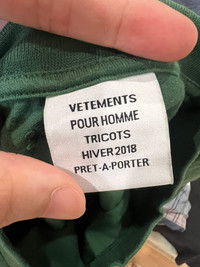 VETEMENTS
POUR HOMME
TRICOTS
HIVER 2018
PRET-A-PORTER